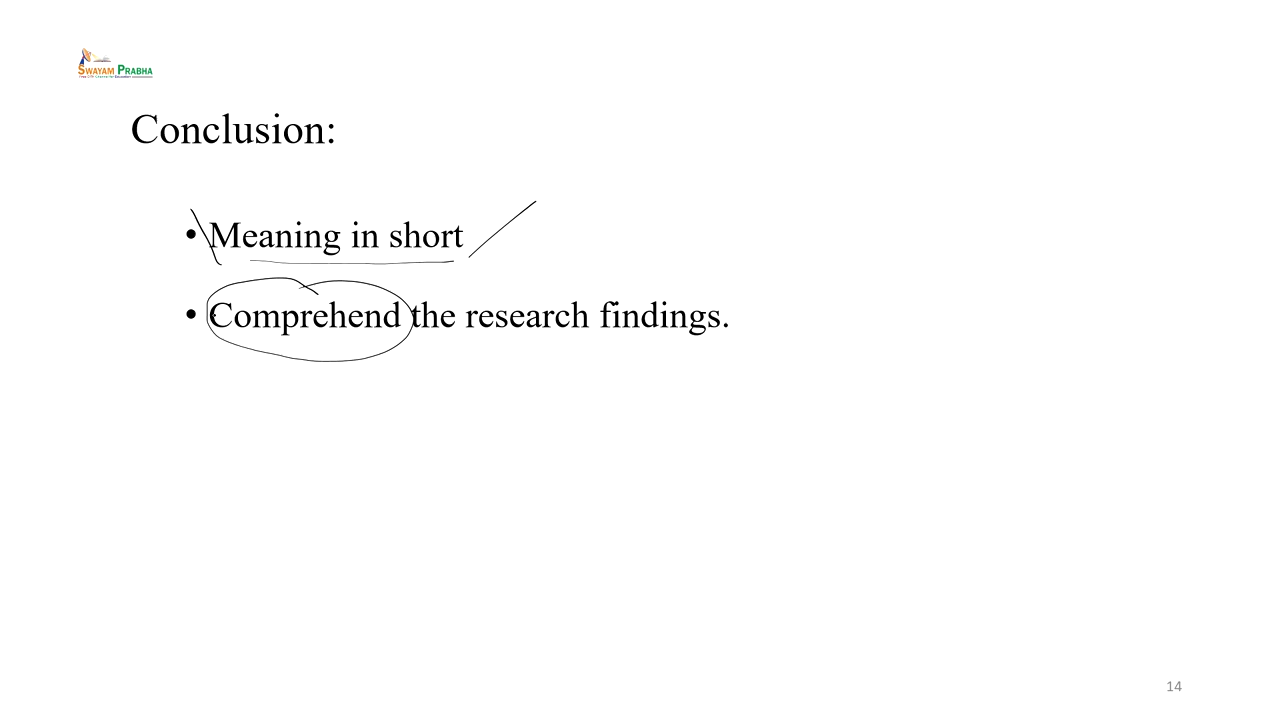 SWAYAM PRABHA
Conclusion:
• Meaning in short
• Comprehend the research findings.
14